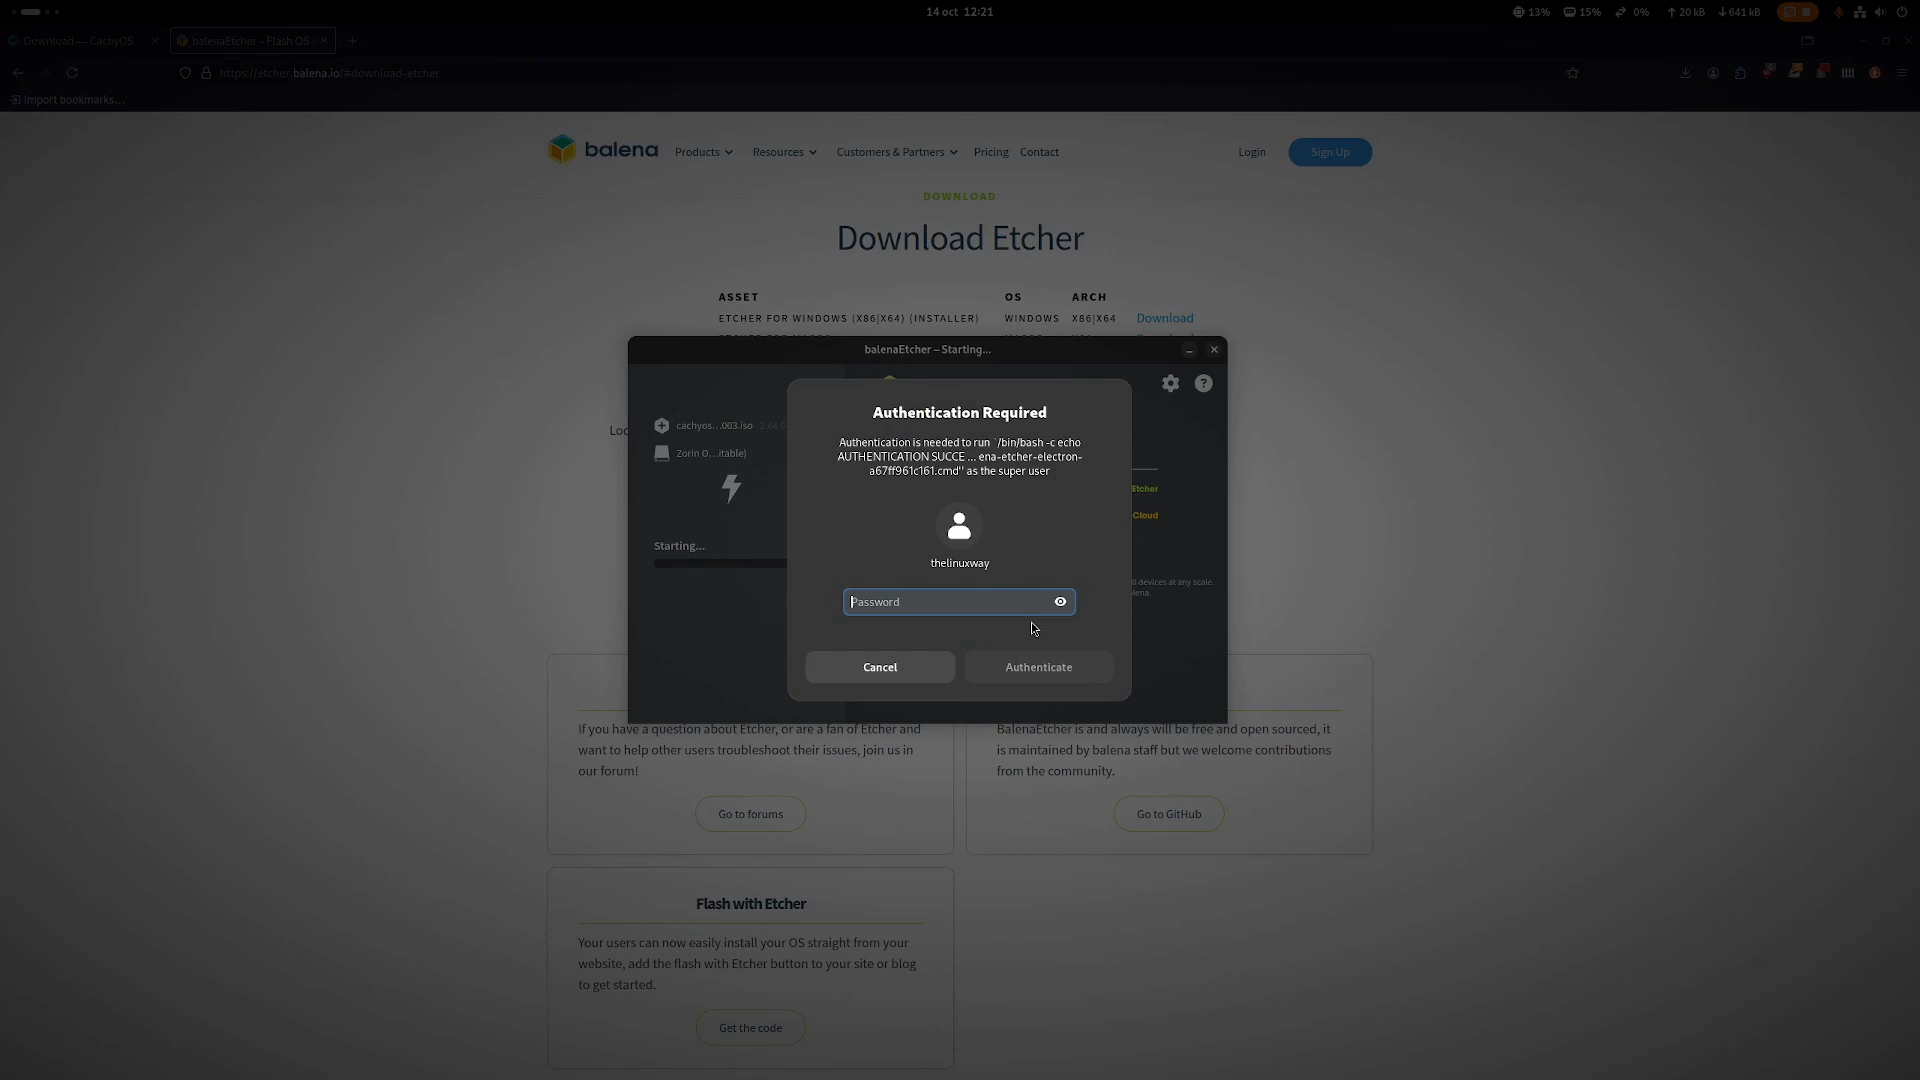 14 oct 12:21
13% 15% 0% 20 kB 641 kB
Download — CachyOS
balenaEtcher - Flash OS
https://etcher.balena.io/#download-etcher
Import bookmarks...
balena Products Resources Customers & Partners Pricing Contact Login Sign Up
DOWNLOAD
Download Etcher
ASSET OS ARCH
ETCHER FOR WINDOWS (X86|X64) (INSTALLER) WINDOWS X86|X64 Download
balenaEtcher – Starting...
Authentication Required
Authentication is needed to run `/bin/bash -c echo
AUTHENTICATION SUCCE ... ena-etcher-electron-
a67ff961c161.cmd'' as the super user
thelinuxway
Password
Cancel
Authenticate
cachyos...003.iso
Zorin O...itable)
Starting...
Etcher
Cloud
ll devices at any scale.
lena.
If you have a question about Etcher, or are a fan of Etcher and
want to help other users troubleshoot their issues, join us in
our forum!
Go to forums
BalenaEtcher is and always will be free and open sourced, it
is maintained by balena staff but we welcome contributions
from the community.
Go to GitHub
Flash with Etcher
Your users can now easily install your OS straight from your
website, add the flash with Etcher button to your site or blog
to get started.
Get the code